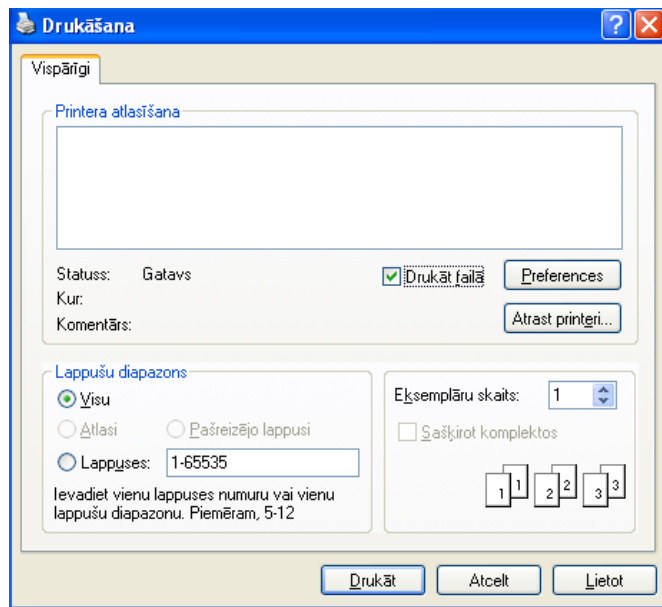 Drukāšana
Vispārīgi
Printera atlasīšana
Statuss: Gatavs
Drukāt failā
Preferences
Kur:
Komentārs:
Atrast printeri...
Lappušu diapazons
Visu
Atlasi
Pašreizējo lappusi
Lappuses: 1-65535
Ievadiet vienu lappuses numuru vai vienu
lappušu diapazonu. Piemēram, 5-12
Eksemplāru skaits: 1
Sašķirot komplektos
1 1 2 2 3 3
Drukāt Atcelt Lietot